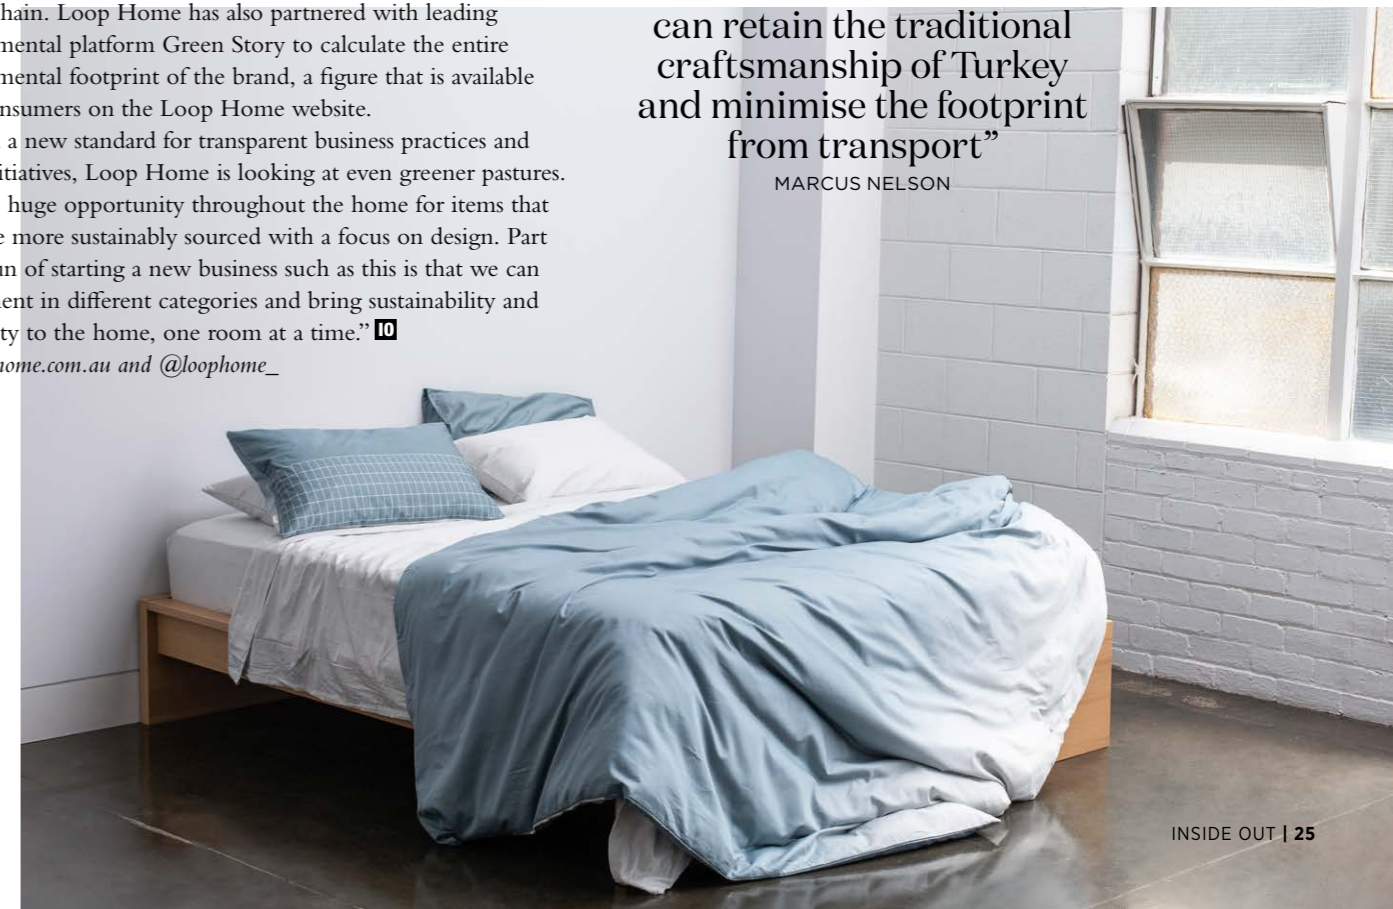 hain. Loop Home has also partnered with leading
mental platform Green Story to calculate the entire
mental footprint of the brand, a figure that is available
nsumers on the Loop Home website.
a new standard for transparent business practices and
itiatives, Loop Home is looking at even greener pastures.
huge opportunity throughout the home for items that
e more sustainably sourced with a focus on design. Part
un of starting a new business such as this is that we can
ent in different categories and bring sustainability and
ty to the home, one room at a time.” IO
home.com.au and @loophome_
can retain the traditional
craftsmanship of Turkey
and minimise the footprint
from transport”
MARCUS NELSON
INSIDE OUT | 25